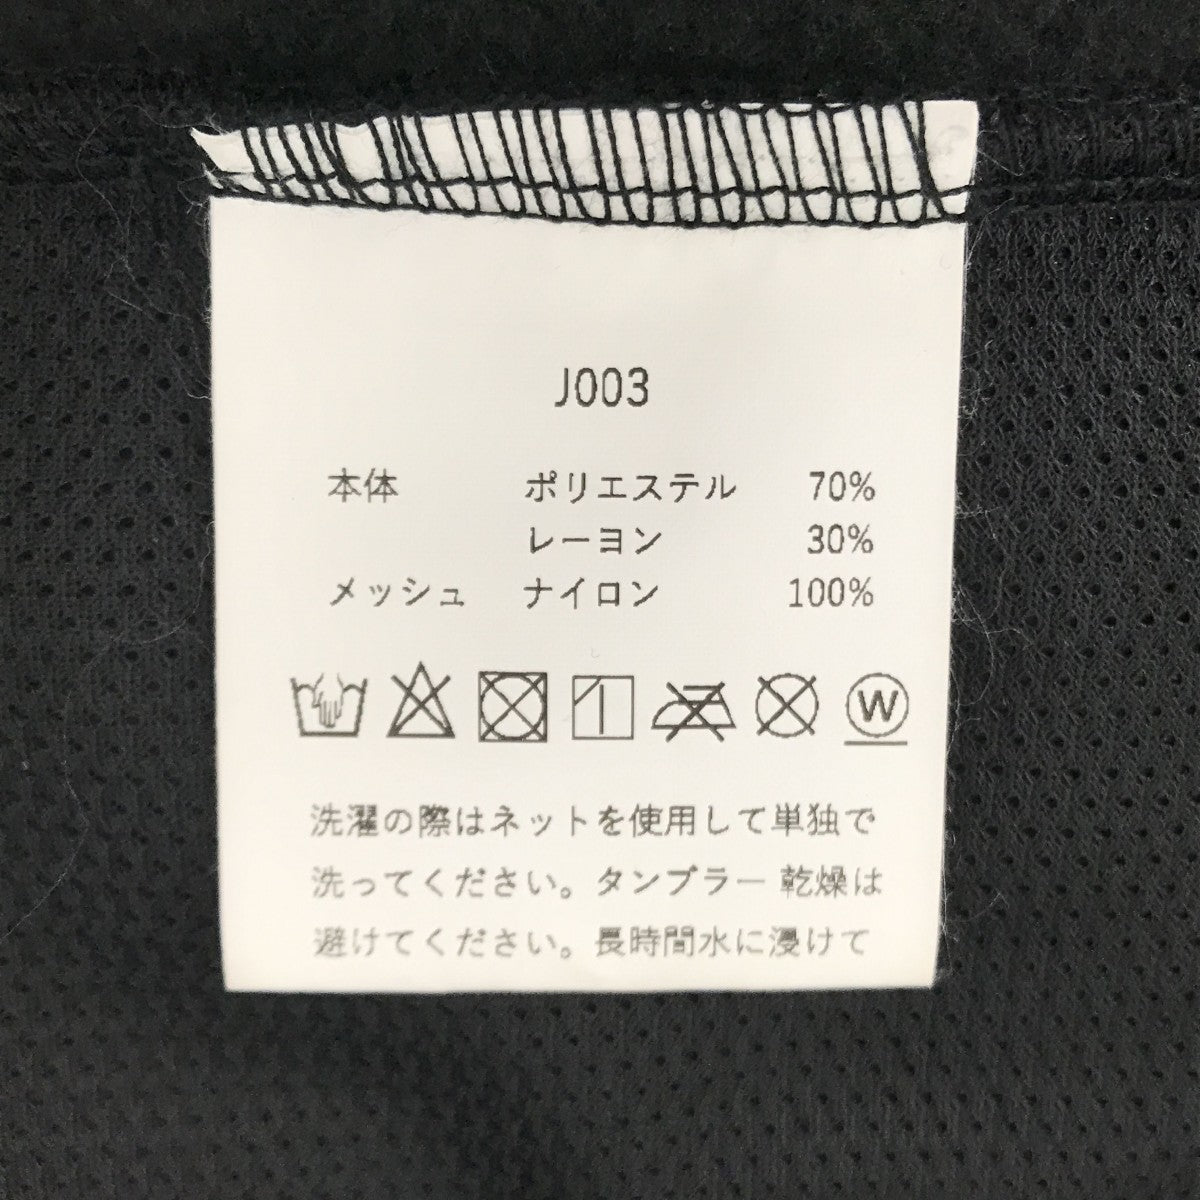 J003
本体 ポリエステル 70%
レーヨン 30%
メッシュ ナイロン 100%
W
洗濯の際はネットを使用して単独で
洗ってください。タンブラー 乾燥は
避けてください。長時間水に浸けて